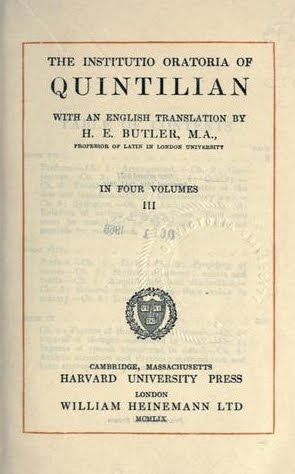 THE INSTITUTIO ORATORIA OF
QUINTILIAN
WITH AN ENGLISH TRANSLATION BY
H. E. BUTLER, M.A.,
PROFESSOR OF LATIN IN LONDON UNIVERSITY
IN FOUR VOLUMES
III
CAMBRIDGE, MASSACHUSETTS
HARVARD UNIVERSITY PRESS
LONDON
WILLIAM HEINEMANN LTD
MCMLIX